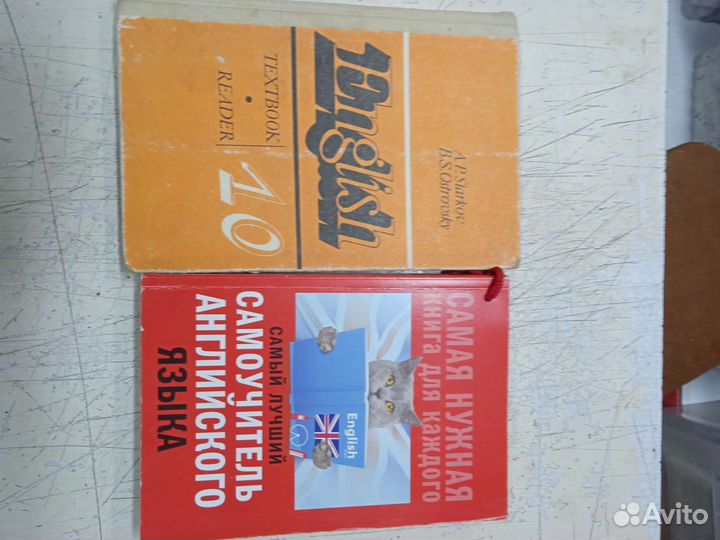 A.P.Starkov
B.S.Ostrovsky
English
TEXTBOOK
READER
10
САМАЯ НУЖНАЯ
книга для каждого
English
САМЫЙ ЛУЧШИЙ
САМОУЧИТЕЛЬ
АНГЛИЙСКОГО
ЯЗЫКА
Avito